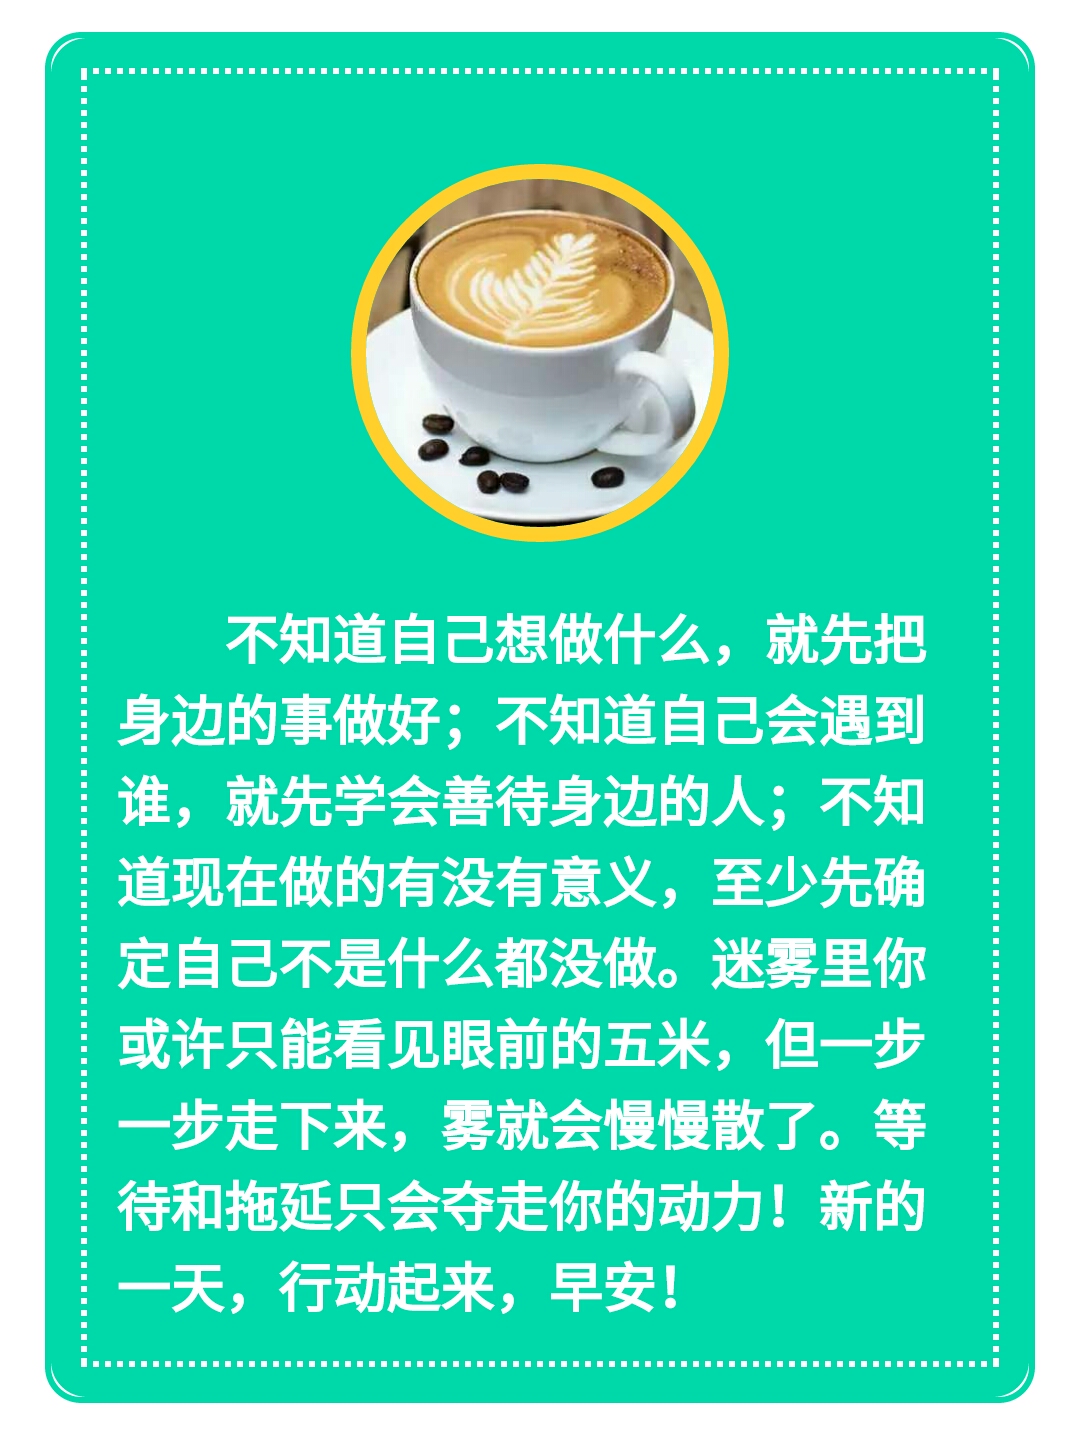 不知道自己想做什么，就先把
身边的事做好；不知道自己会遇到
谁，就先学会善待身边的人；不知
道现在做的有没有意义，至少先确
定自己不是什么都没做。迷雾里你
或许只能看见眼前的五米，但一步
一步走下来，雾就会慢慢散了。等
待和拖延只会夺走你的动力！新的
一天，行动起来，早安！